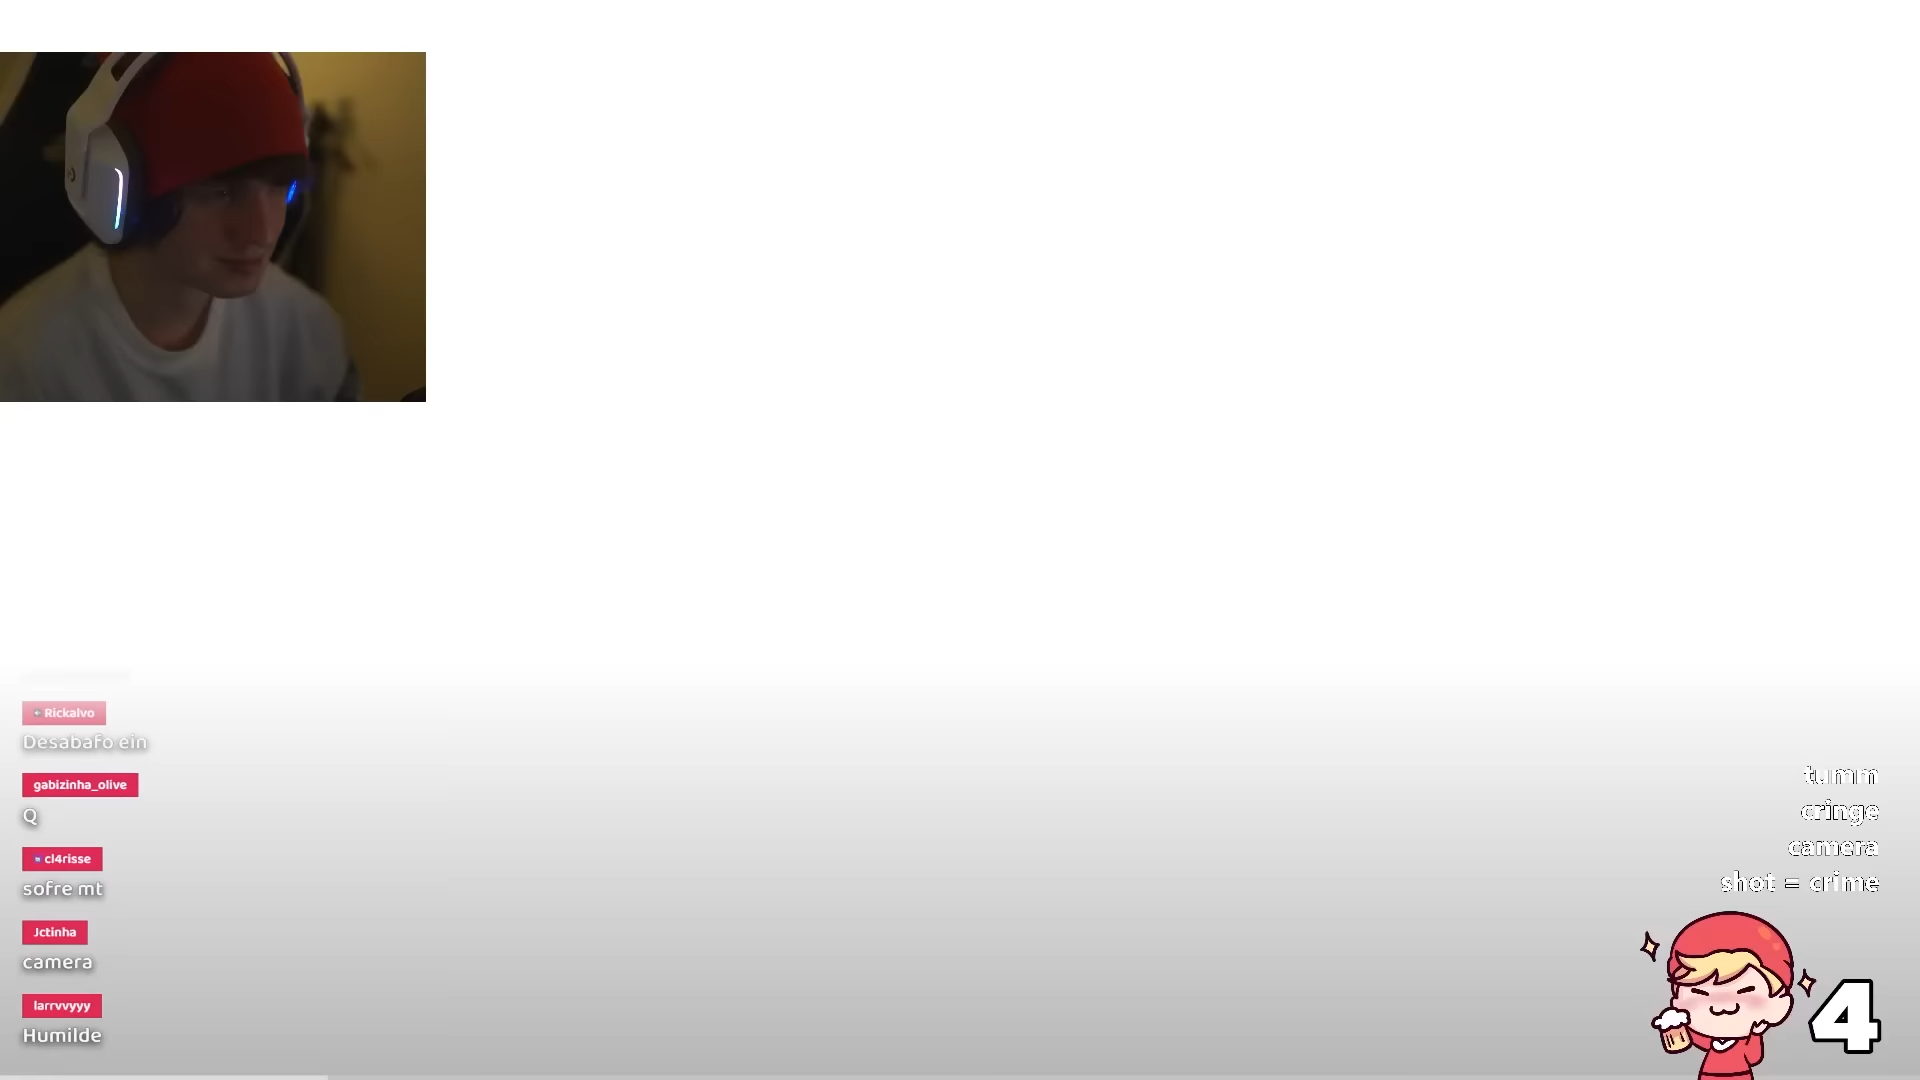 Rickalvo
Desabafo ein
gabizinha_olive
Q
cl4risse
sofre mt
Jctinha
camera
larrvvyyy
Humilde
tumm
cringe
camera
shot = crime
4